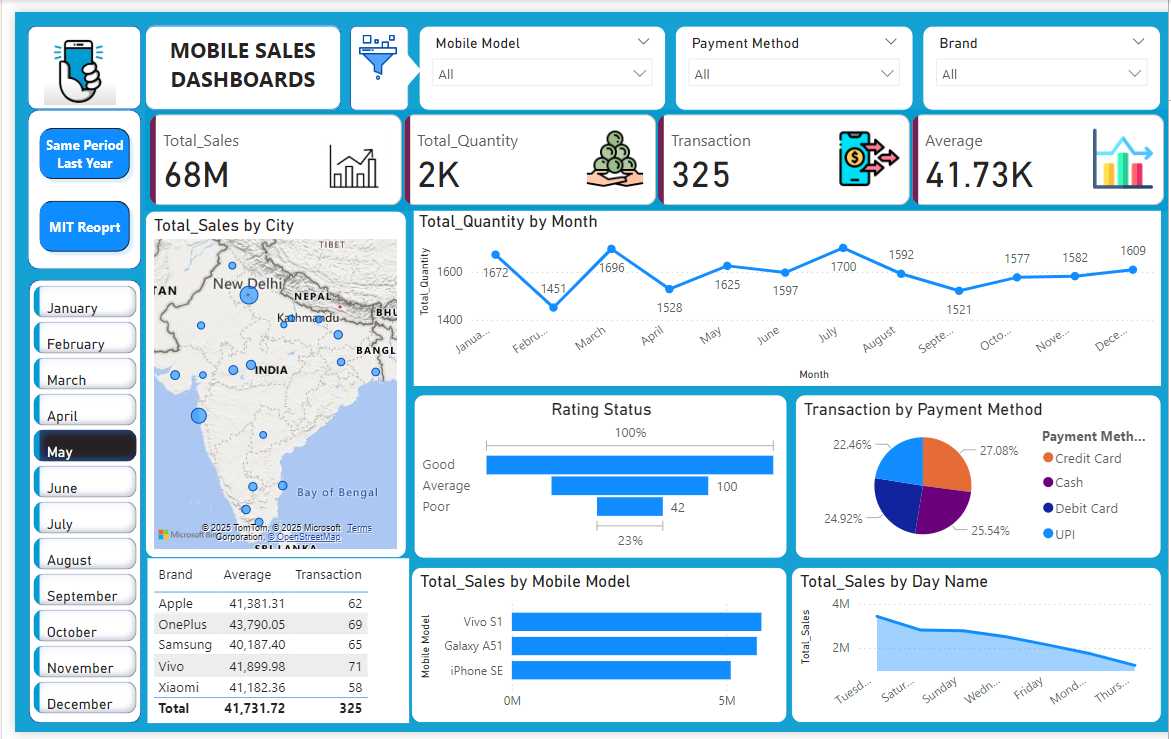 MOBILE SALES
DASHBOARDS
Mobile Model
All
Payment Method
All
Brand
All
Same Period
Last Year
MIT Reoprt
Total_Sales
68M
Total_Quantity
2K
Transaction
325
Average
41.73K
January
February
March
April
May
June
July
August
September
October
November
December
Total_Sales by City
TIBET
New Delhi
NEPAL
Kathmandu
BHU
TAN
BANGL
INDIA
Bay of Bengal
© 2025 TomTom, © 2025 Microsoft Terms
Microsoft Bin Corporation, © OpenStreetMap
SRI LANKA
Total_Quantity by Month
Total_Quantity
1600
1400
1672
1451
1696
1528
1625
1597
1700
1592
1521
1577
1582
1609
Janua...
Febru...
March
April
May
June
July
August
Septe...
Octo...
Nove...
Dece...
Month
Rating Status
100%
Good
Average 100
Poor 42
23%
Transaction by Payment Method
22.46%
27.08%
24.92%
25.54%
Payment Meth...
Credit Card
Cash
Debit Card
UPI
Brand Average Transaction
Apple 41,381.31 62
OnePlus 43,790.05 69
Samsung 40,187.40 65
Vivo 41,899.98 71
Xiaomi 41,182.36 58
Total 41,731.72 325
Total_Sales by Mobile Model
Mobile Model
Vivo S1
Galaxy A51
iPhone SE
0M 5M
Total_Sales by Day Name
Total_Sales
4M
2M
Tuesd...
Satur...
Sunday
Wedn...
Friday
Mond...
Thurs...